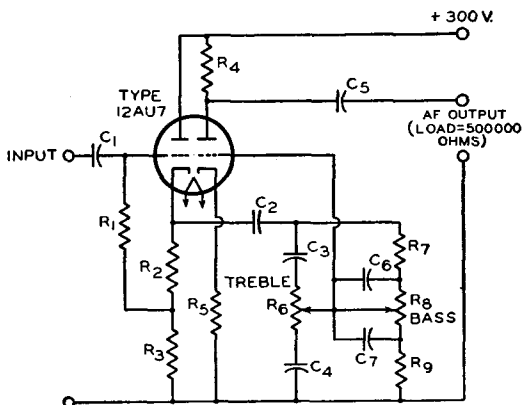 + 300 V.
R4
TYPE
12AU7
C5
AF OUTPUT
(LOAD=500000
OHMS)
C1
INPUT
C2
R1
R2
C3
R7
C6
TREBLE
R5
R6
R8
BASS
C7
R3
C4
R9